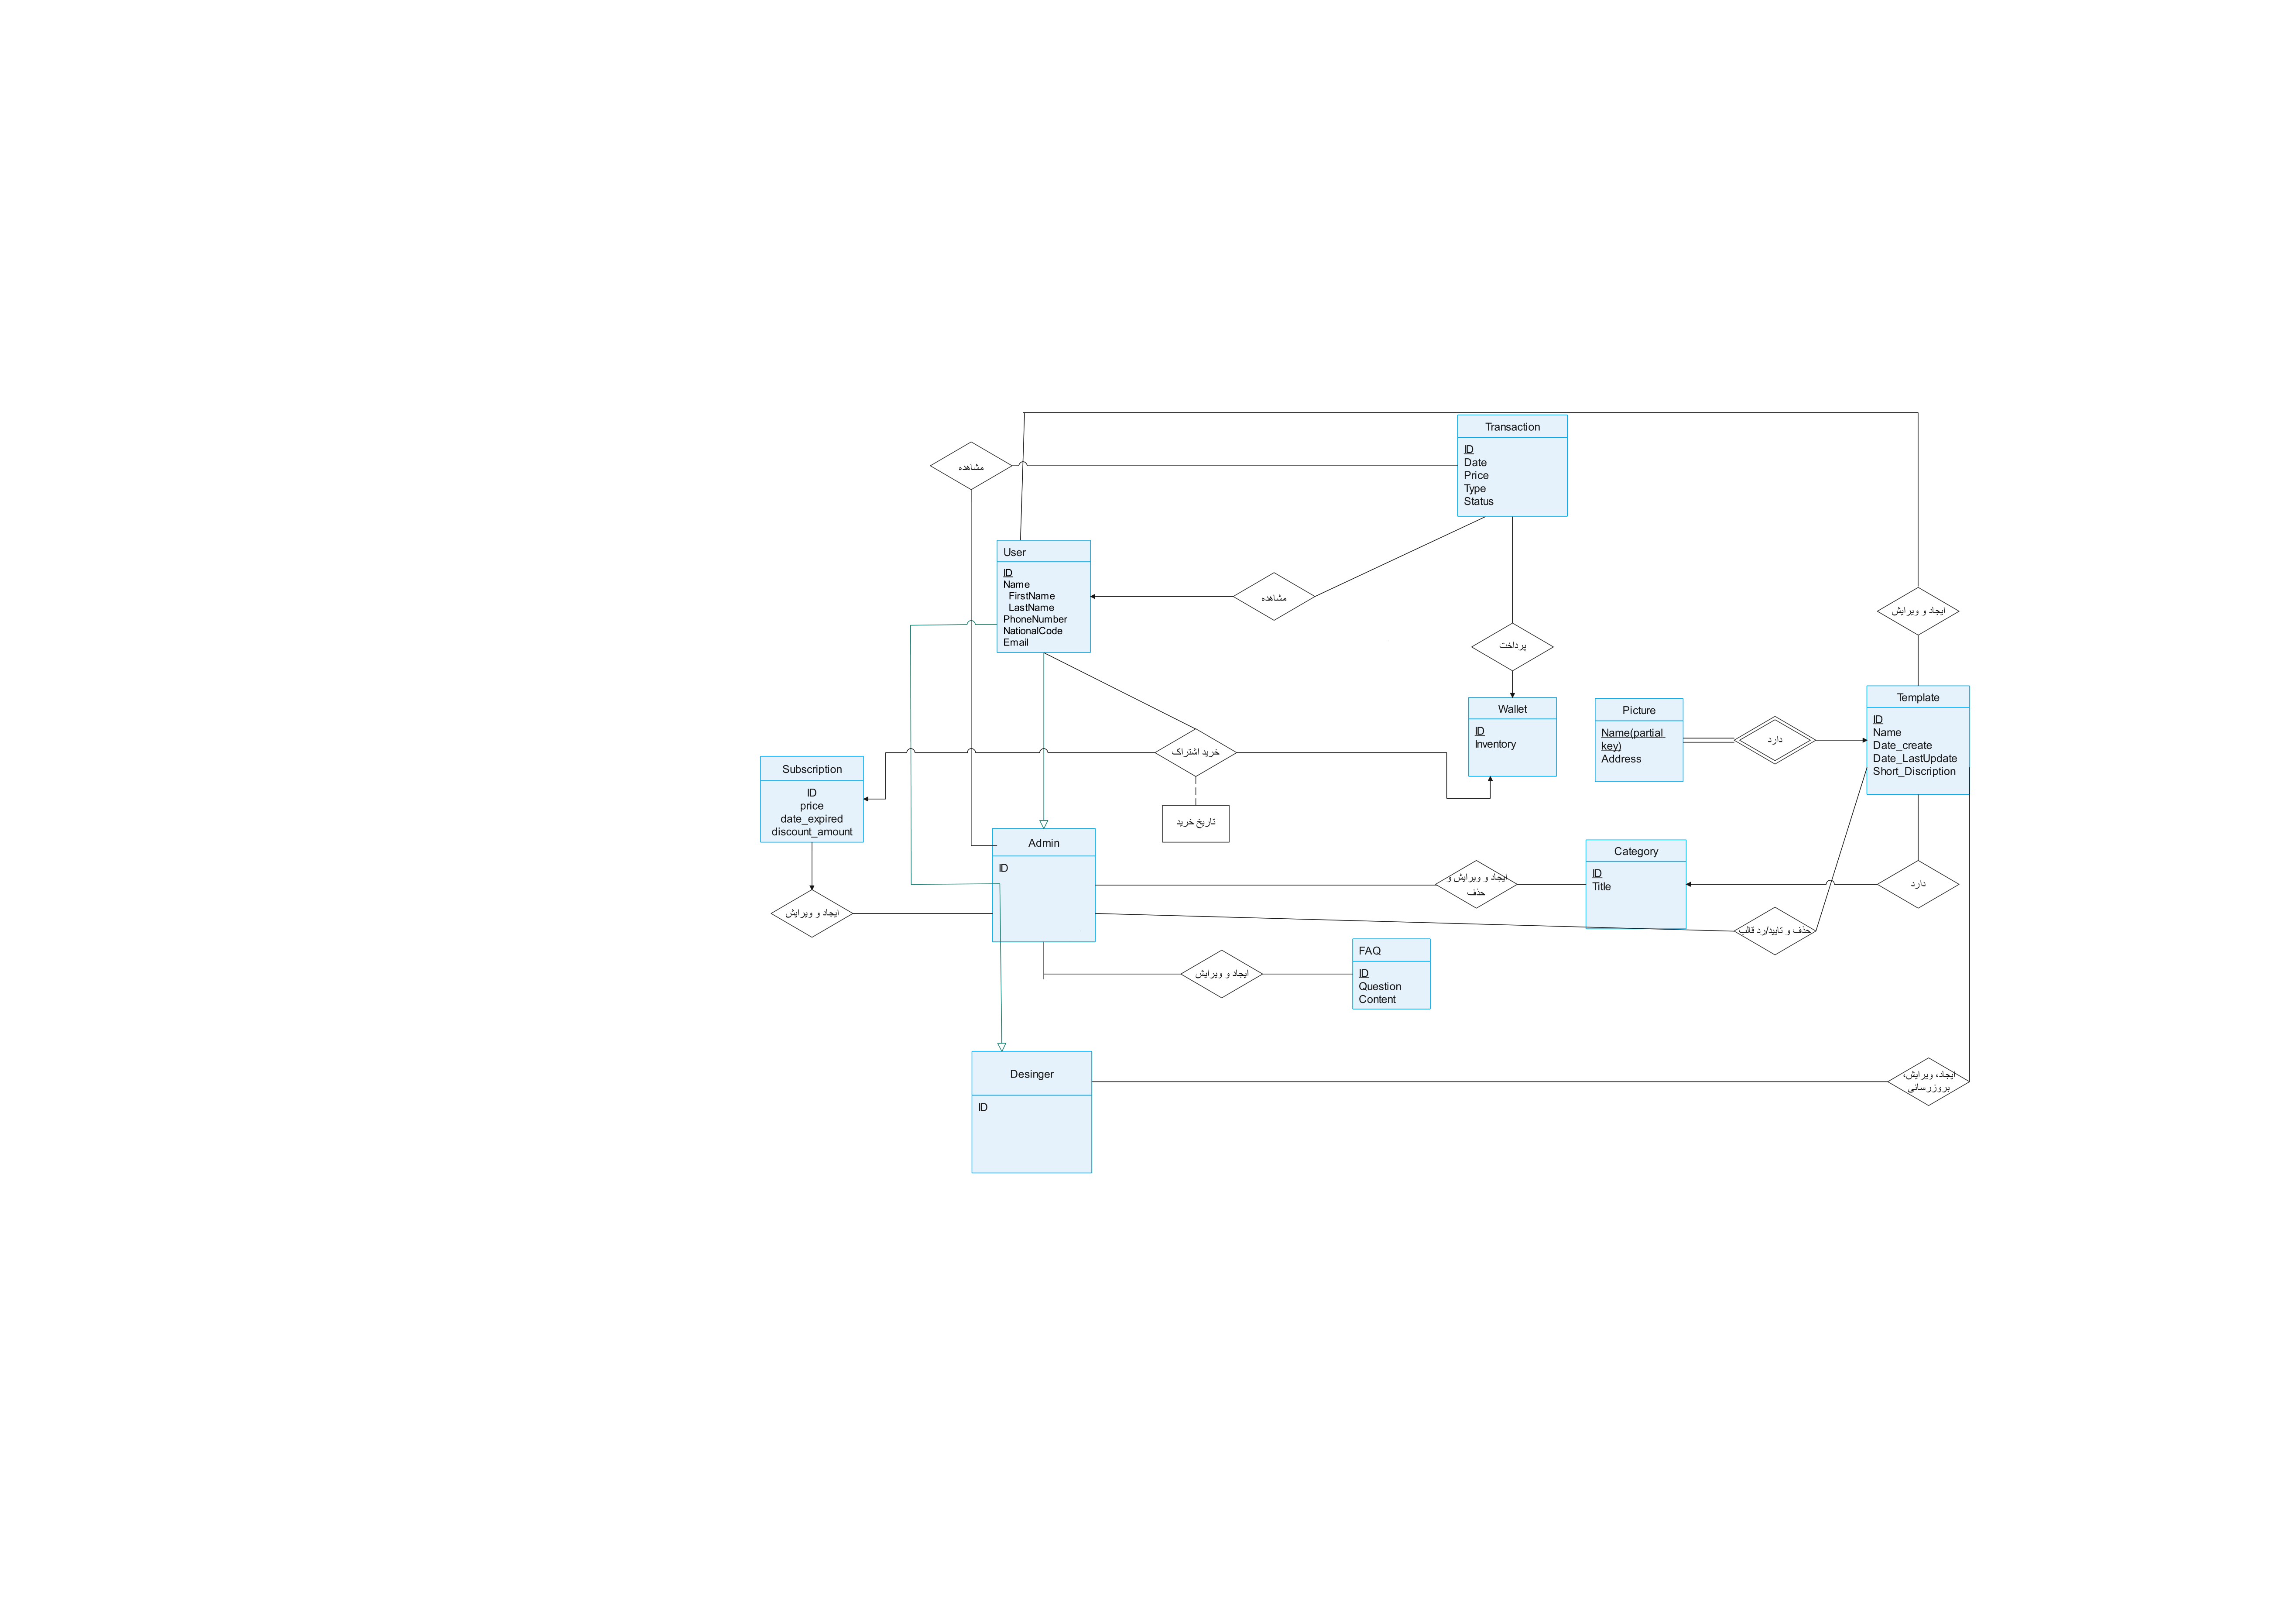 Transaction
ID
Date
Price
Type
Status
مشاهده
User
ID
Name
FirstName
LastName
PhoneNumber
NationalCode
Email
مشاهده
ایجاد و ویرایش
پرداخت
Template
ID
Name
Date_create
Date_LastUpdate
Short_Discription
Wallet
ID
Inventory
Picture
Name(partial
key)
Address
دارد
خرید اشتراک
Subscription
ID
price
date_expired
discount_amount
تاریخ خرید
Admin
ID
Category
ID
Title
ایجاد و ویرایش و
حذف
دارد
ایجاد و ویرایش
حذف و تایید/رد قالب
FAQ
ID
Question
Content
ایجاد و ویرایش
Desinger
ID
ایجاد، ویرایش،
بروزرسانی